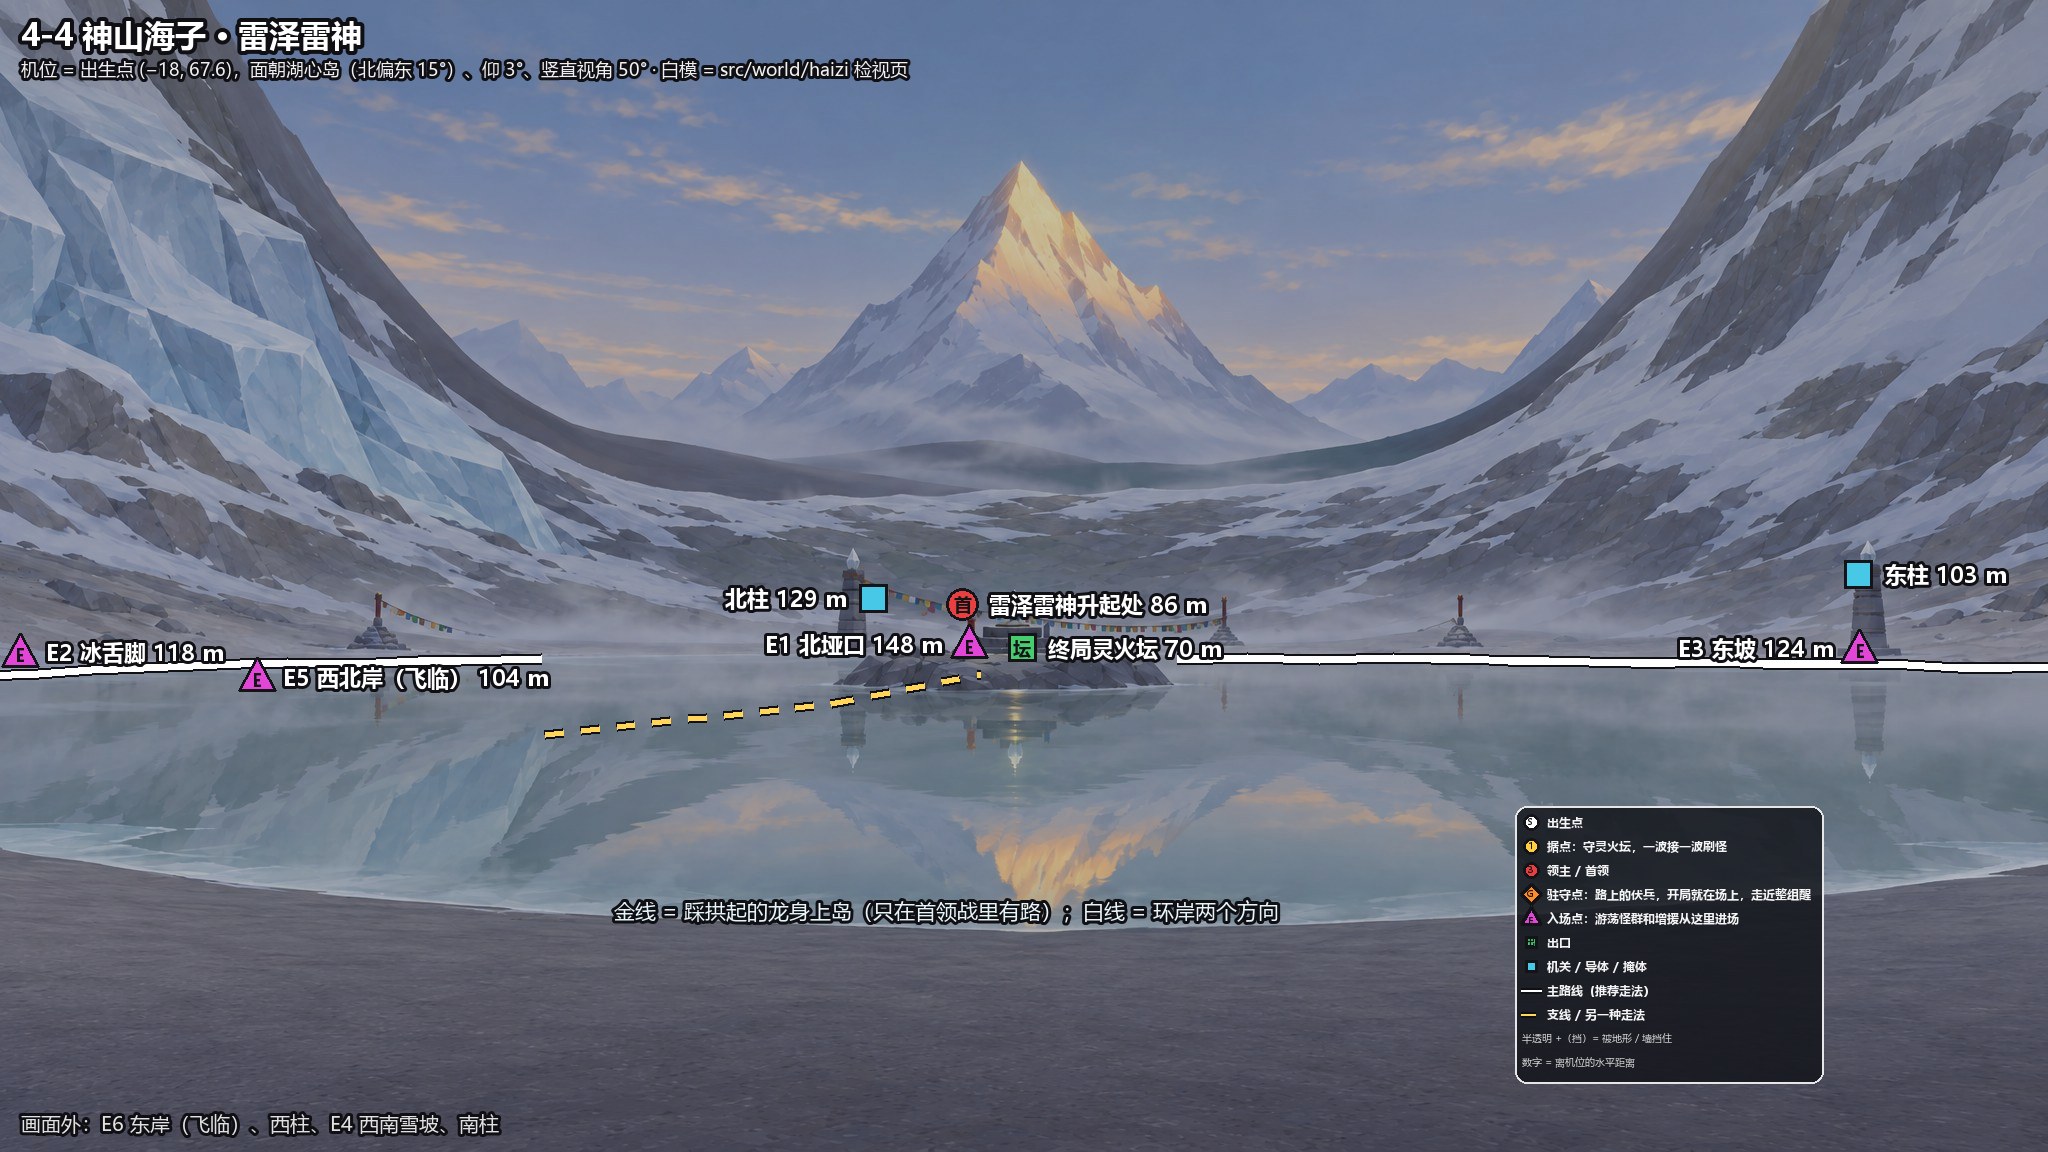 4-4 神山海子・雷泽雷神
机位 = 出生点 (−18, 67.6)，面朝湖心岛（北偏东 15°）、仰 3°、竖直视角 50° · 白模 = src/world/haizi 检视页
北柱 129 m
首 雷泽雷神升起处 86 m
东柱 103 m
E E2 冰舌脚 118 m
E1 北垭口 148 m E
坛 终局灵火坛 70 m
E3 东坡 124 m E
E E5 西北岸（飞临） 104 m
金线 = 踩拱起的龙身上岛（只在首领战里有路）；白线 = 环岸两个方向
S 出生点
1 据点：守灵火坛，一波接一波刷怪
领主 / 首领
G 驻守点：路上的伏兵，开局就在场上，走近整组醒
E 入场点：游荡怪群和增援从这里进场
出口
机关 / 导体 / 掩体
主路线（推荐走法）
支线 / 另一种走法
半透明 +（挡）= 被地形 / 墙挡住
数字 = 离机位的水平距离
画面外：E6 东岸（飞临）、西柱、E4 西南雪坡、南柱